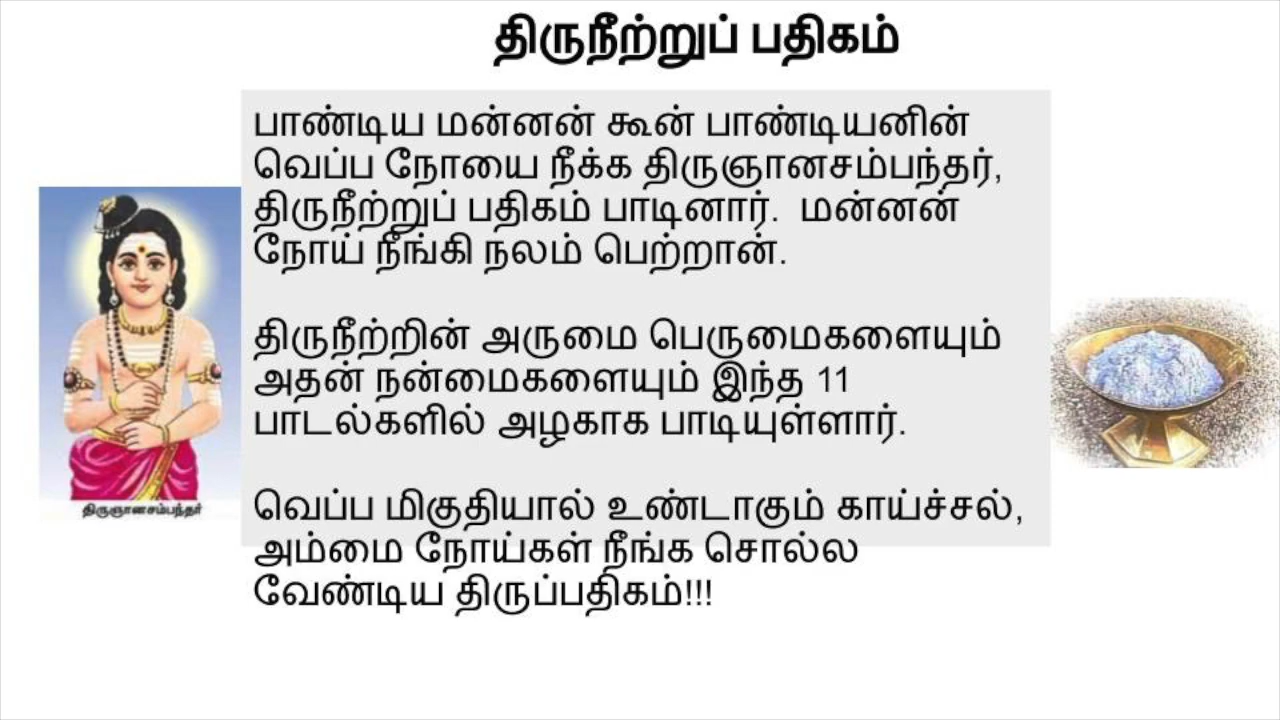 திருநீற்றுப் பதிகம்
பாண்டிய மன்னன் கூன் பாண்டியனின்
வெப்ப நோயை நீக்க திருஞானசம்பந்தர்,
திருநீற்றுப் பதிகம் பாடினார். மன்னன்
நோய் நீங்கி நலம் பெற்றான்.
திருநீற்றின் அருமை பெருமைகளையும்
அதன் நன்மைகளையும் இந்த 11
பாடல்களில் அழகாக பாடியுள்ளார்.
வெப்ப மிகுதியால் உண்டாகும் காய்ச்சல்,
அம்மை நோய்கள் நீங்க சொல்ல
வேண்டிய திருப்பதிகம்!!!
திருஞானசம்பந்தர்